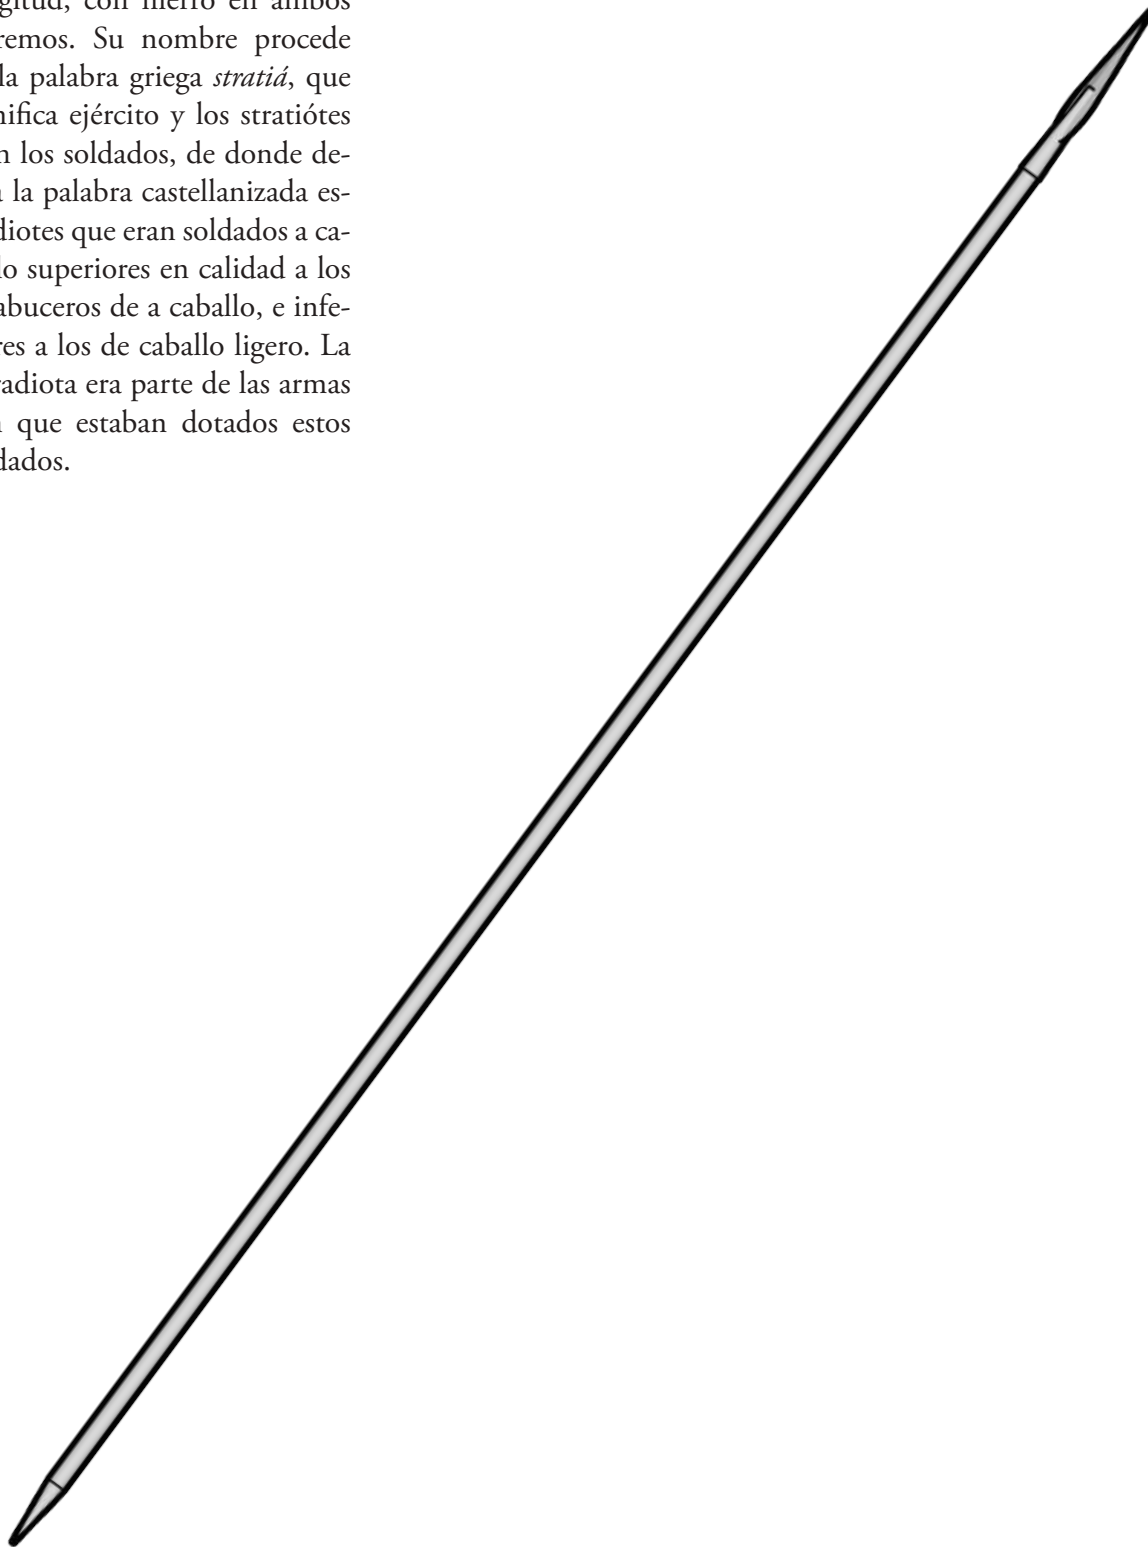 gitud, con hierro en ambos
remos. Su nombre procede
la palabra griega stratiá, que
nifica ejército y los stratiótes
n los soldados, de donde de-
a la palabra castellanizada es-
diotes que eran soldados a ca-
lo superiores en calidad a los
abuceros de a caballo, e infe-
res a los de caballo ligero. La
radiota era parte de las armas
n que estaban dotados estos
dados.